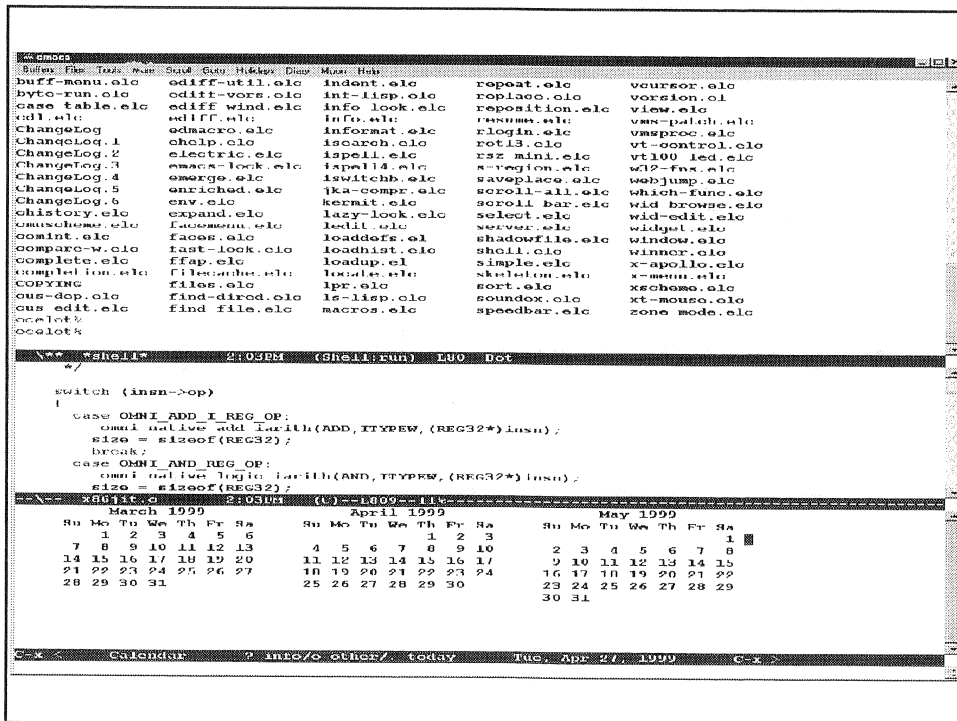 emacs
Buffers Files Tools Move Scroll Goto Holidays Diary Moon Help
buff-menu.elc ediff-util.elc indent.elc repeat.elc vcursor.elc
byte-run.elc ediff-vers.elc int-lisp.elc replace.elc version.el
case table.elc ediff wind.elc info look.elc reposition.elc view.elc
cdl.elc ediff.elc info.elc resume.elc vms-patch.elc
ChangeLog edmacro.elc informat.elc rlogin.elc vmsproc.elc
ChangeLog.1 ehelp.elc isearch.elc rot13.elc vt-control.elc
ChangeLog.2 electric.elc ispell.elc rsz mini.elc vt100 led.elc
ChangeLog.3 emacs-lock.elc ispell4.elc s-region.elc w32-fns.elc
ChangeLog.4 emerge.elc iswitchb.elc saveplace.elc webjump.elc
ChangeLog.5 enriched.elc jka-compr.elc scroll-all.elc which-func.elc
ChangeLog.6 env.elc kermit.elc scroll bar.elc wid browse.elc
chistory.elc expand.elc lazy-lock.elc select.elc wid-edit.elc
cmuscheme.elc facemenu.elc ledit.elc server.elc widget.elc
comint.elc faces.elc loaddefs.el shadowfile.elc window.elc
compare-w.elc fast-lock.elc loadhist.elc shell.elc winner.elc
complete.elc ffap.elc loadup.el simple.elc x-apollo.elc
completion.elc filecache.elc locate.elc skeleton.elc x-menu.elc
COPYING files.elc lpr.elc sort.elc xscheme.elc
cus-dep.elc find-dired.elc ls-lisp.elc soundex.elc xt-mouse.elc
cus edit.elc find file.elc macros.elc speedbar.elc zone mode.elc
ocelot%
ocelot%
\** *shell* 2:03PM (Shell:run) L90 Bot
*/
switch (insn->op)
{
case OMNI_ADD_I_REG_OP:
omni native add iarith(ADD,ITYPEW,(REG32*)insn);
size = sizeof(REG32);
break;
case OMNI_AND_REG_OP:
omni native logic iarith(AND,ITYPEW,(REG32*)insn);
size = sizeof(REG32);
--\-- x86jit.c 2:03PM (C)--L809--11%
March 1999 April 1999 May 1999
Su Mo Tu We Th Fr Sa Su Mo Tu We Th Fr Sa Su Mo Tu We Th Fr Sa
1 2 3 4 5 6 1 2 3 1
7 8 9 10 11 12 13 4 5 6 7 8 9 10 2 3 4 5 6 7 8
14 15 16 17 18 19 20 11 12 13 14 15 16 17 9 10 11 12 13 14 15
21 22 23 24 25 26 27 18 19 20 21 22 23 24 16 17 18 19 20 21 22
28 29 30 31 25 26 27 28 29 30 23 24 25 26 27 28 29
30 31
C-x < Calendar ? info/o other/. today Tue, Apr 27, 1999 C-x >